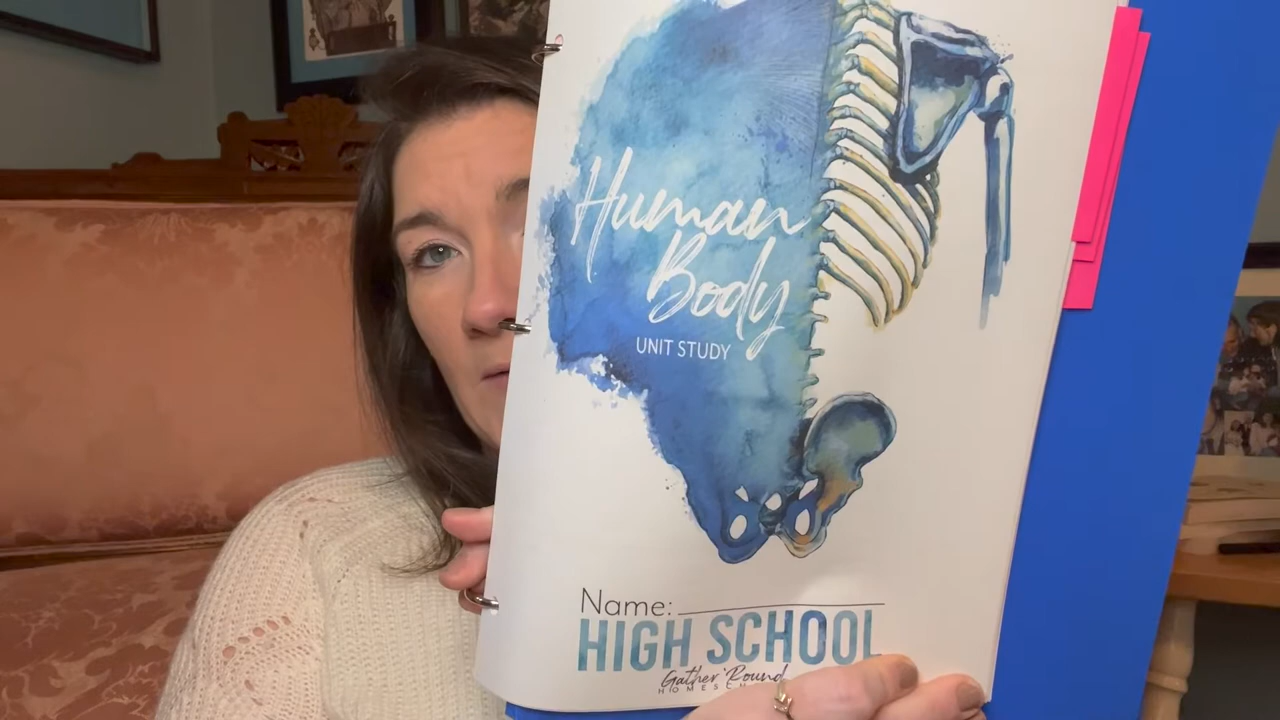 Human
Body
UNIT STUDY
Name:
HIGH SCHOOL
Gather 'Round